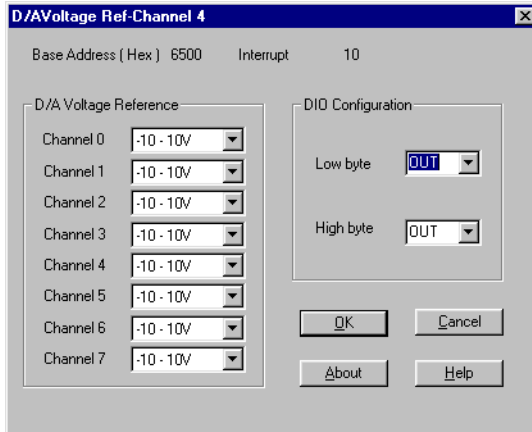 D/AVoltage Ref-Channel 4
Base Address ( Hex ) 6500 Interrupt 10
D/A Voltage Reference
Channel 0 -10 - 10V
Channel 1 -10 - 10V
Channel 2 -10 - 10V
Channel 3 -10 - 10V
Channel 4 -10 - 10V
Channel 5 -10 - 10V
Channel 6 -10 - 10V
Channel 7 -10 - 10V
DIO Configuration
Low byte OUT
High byte OUT
OK Cancel
About Help